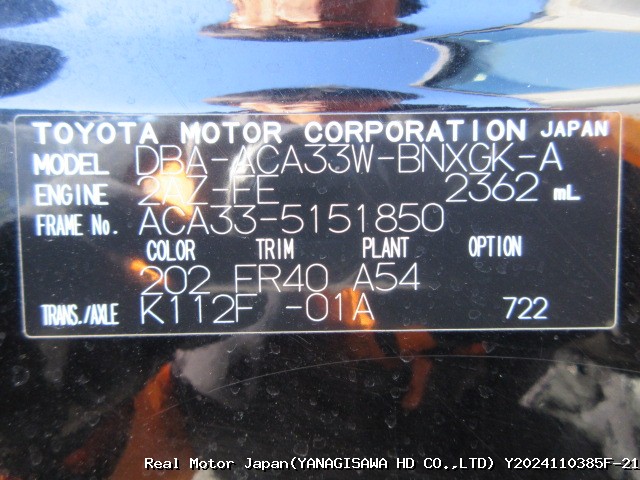 TOYOTA MOTOR CORPORATION JAPAN
MODEL DBA-ACA33W-BNXGK-A
ENGINE 2AZ-FE 2362 mL
FRAME No. ACA33-5151850
COLOR TRIM PLANT OPTION
202 FR40 A54
TRANS./AXLE K112F -01A 722
Real Motor Japan(YANAGISAWA HD CO.,LTD) Y2024110385F-21